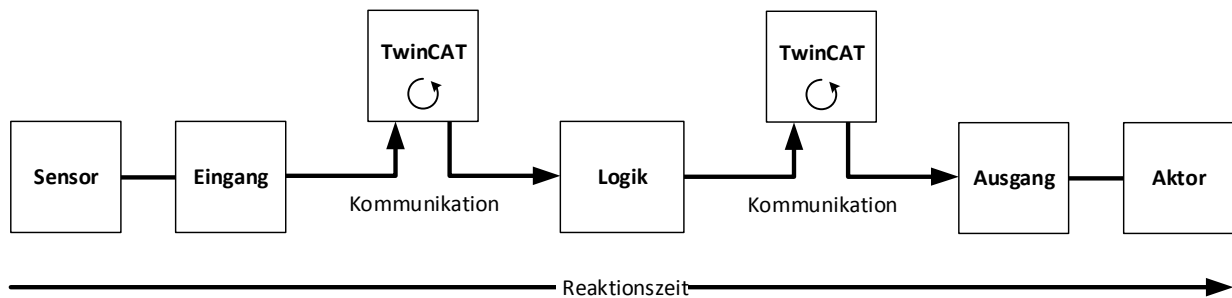 TwinCAT
TwinCAT
Sensor
Eingang
Logik
Ausgang
Aktor
Kommunikation
Kommunikation
Reaktionszeit